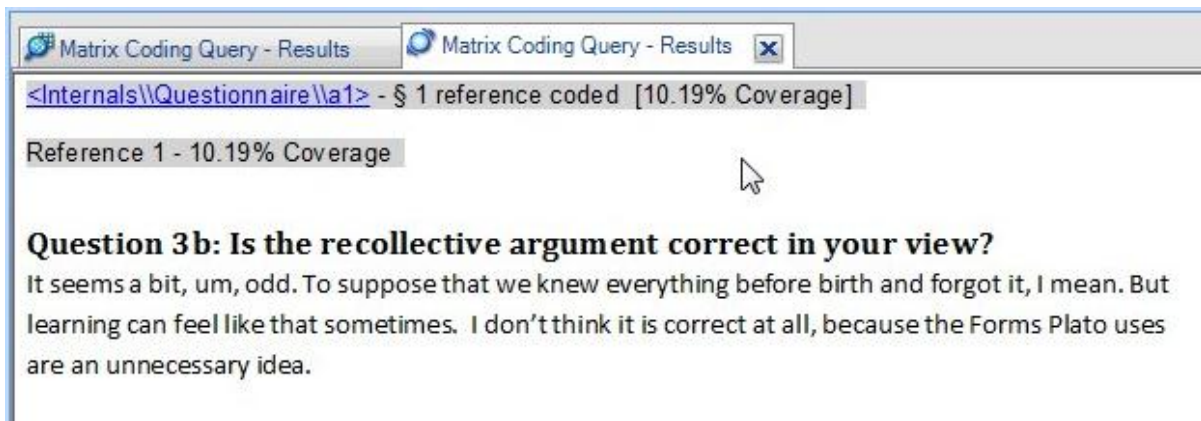 Matrix Coding Query - Results Matrix Coding Query - Results
<Internals\\Questionnaire\\a1> - § 1 reference coded  [10.19% Coverage]
Reference 1 - 10.19% Coverage
Question 3b: Is the recollective argument correct in your view?
It seems a bit, um, odd. To suppose that we knew everything before birth and forgot it, I mean. But
learning can feel like that sometimes.  I don't think it is correct at all, because the Forms Plato uses
are an unnecessary idea.